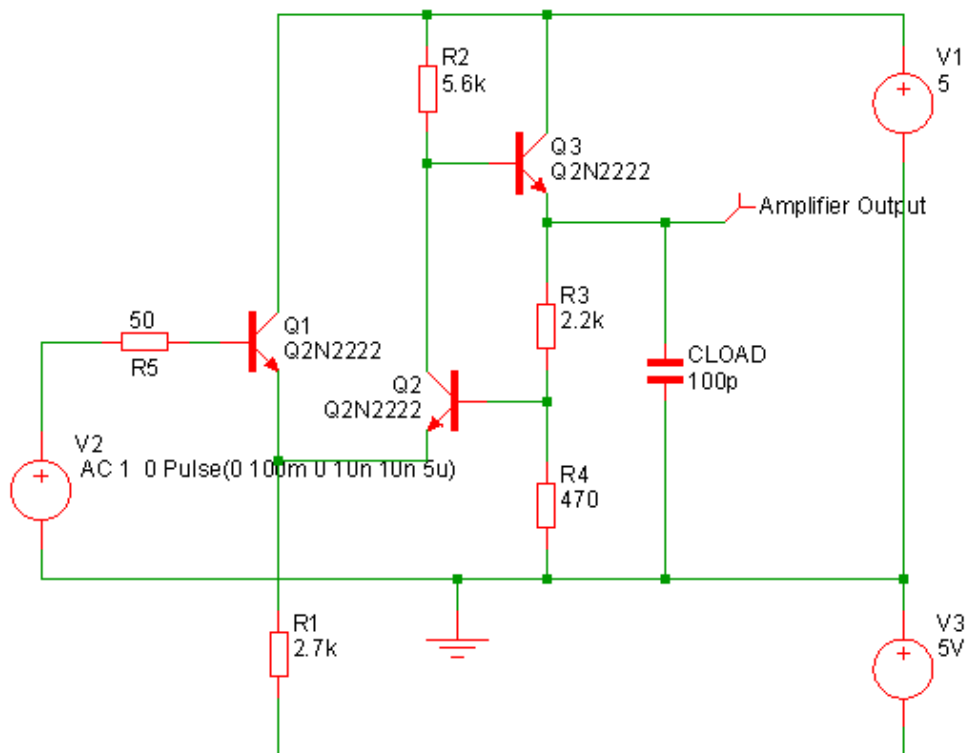 R2
5.6k
V1
5
Q3
Q2N2222
Amplifier Output
R3
2.2k
50
R5
Q1
Q2N2222
CLOAD
100p
Q2
Q2N2222
V2
AC 1 0 Pulse(0 100m 0 10n 10n 5u)
R4
470
R1
2.7k
V3
5V